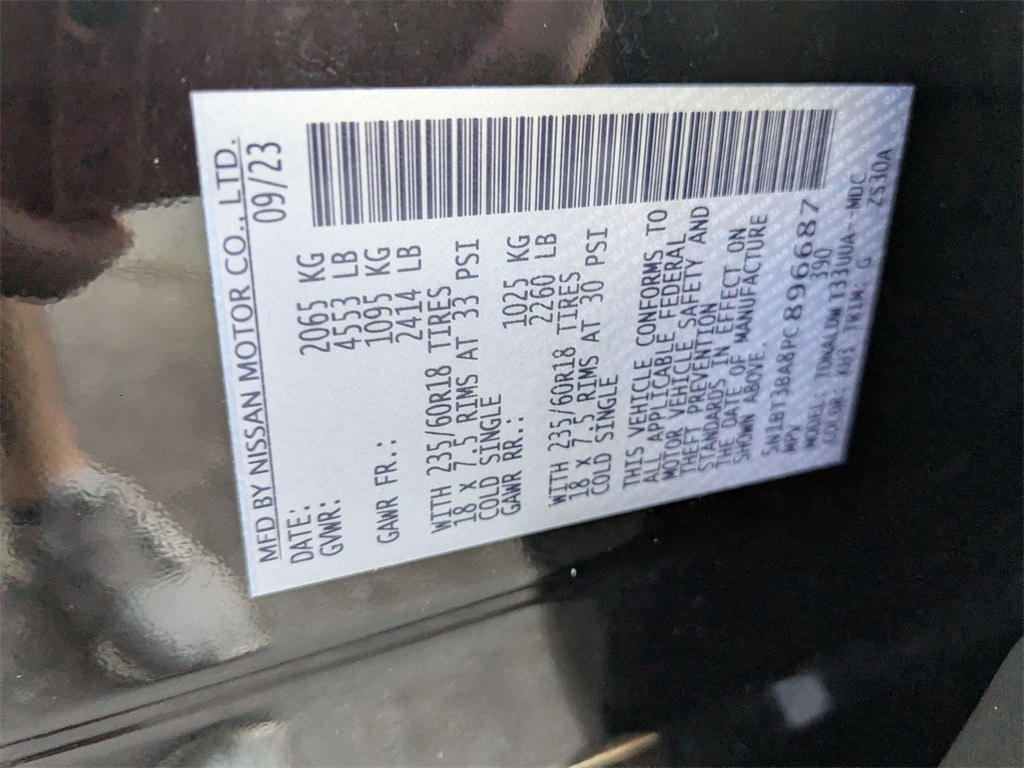 MFD BY NISSAN MOTOR CO., LTD.
DATE: 09/23
GVWR: 2065 KG
4553 LB
GAWR FR.: 1095 KG
2414 LB
WITH 235/60R18 TIRES
18 x 7.5 RIMS AT 33 PSI
COLD SINGLE
GAWR RR.: 1025 KG
2260 LB
WITH 235/60R18 TIRES
18 x 7.5 RIMS AT 30 PSI
COLD SINGLE
THIS VEHICLE CONFORMS TO
ALL APPLICABLE FEDERAL
MOTOR VEHICLE SAFETY AND
THEFT PREVENTION
STANDARDS IN EFFECT ON
THE DATE OF MANUFACTURE
SHOWN ABOVE.
5N1BT3BA8PC896687
MPV 390
MODEL: TDNALDW T33UUA--MDC
COLOR: TRIM: G ZS30A